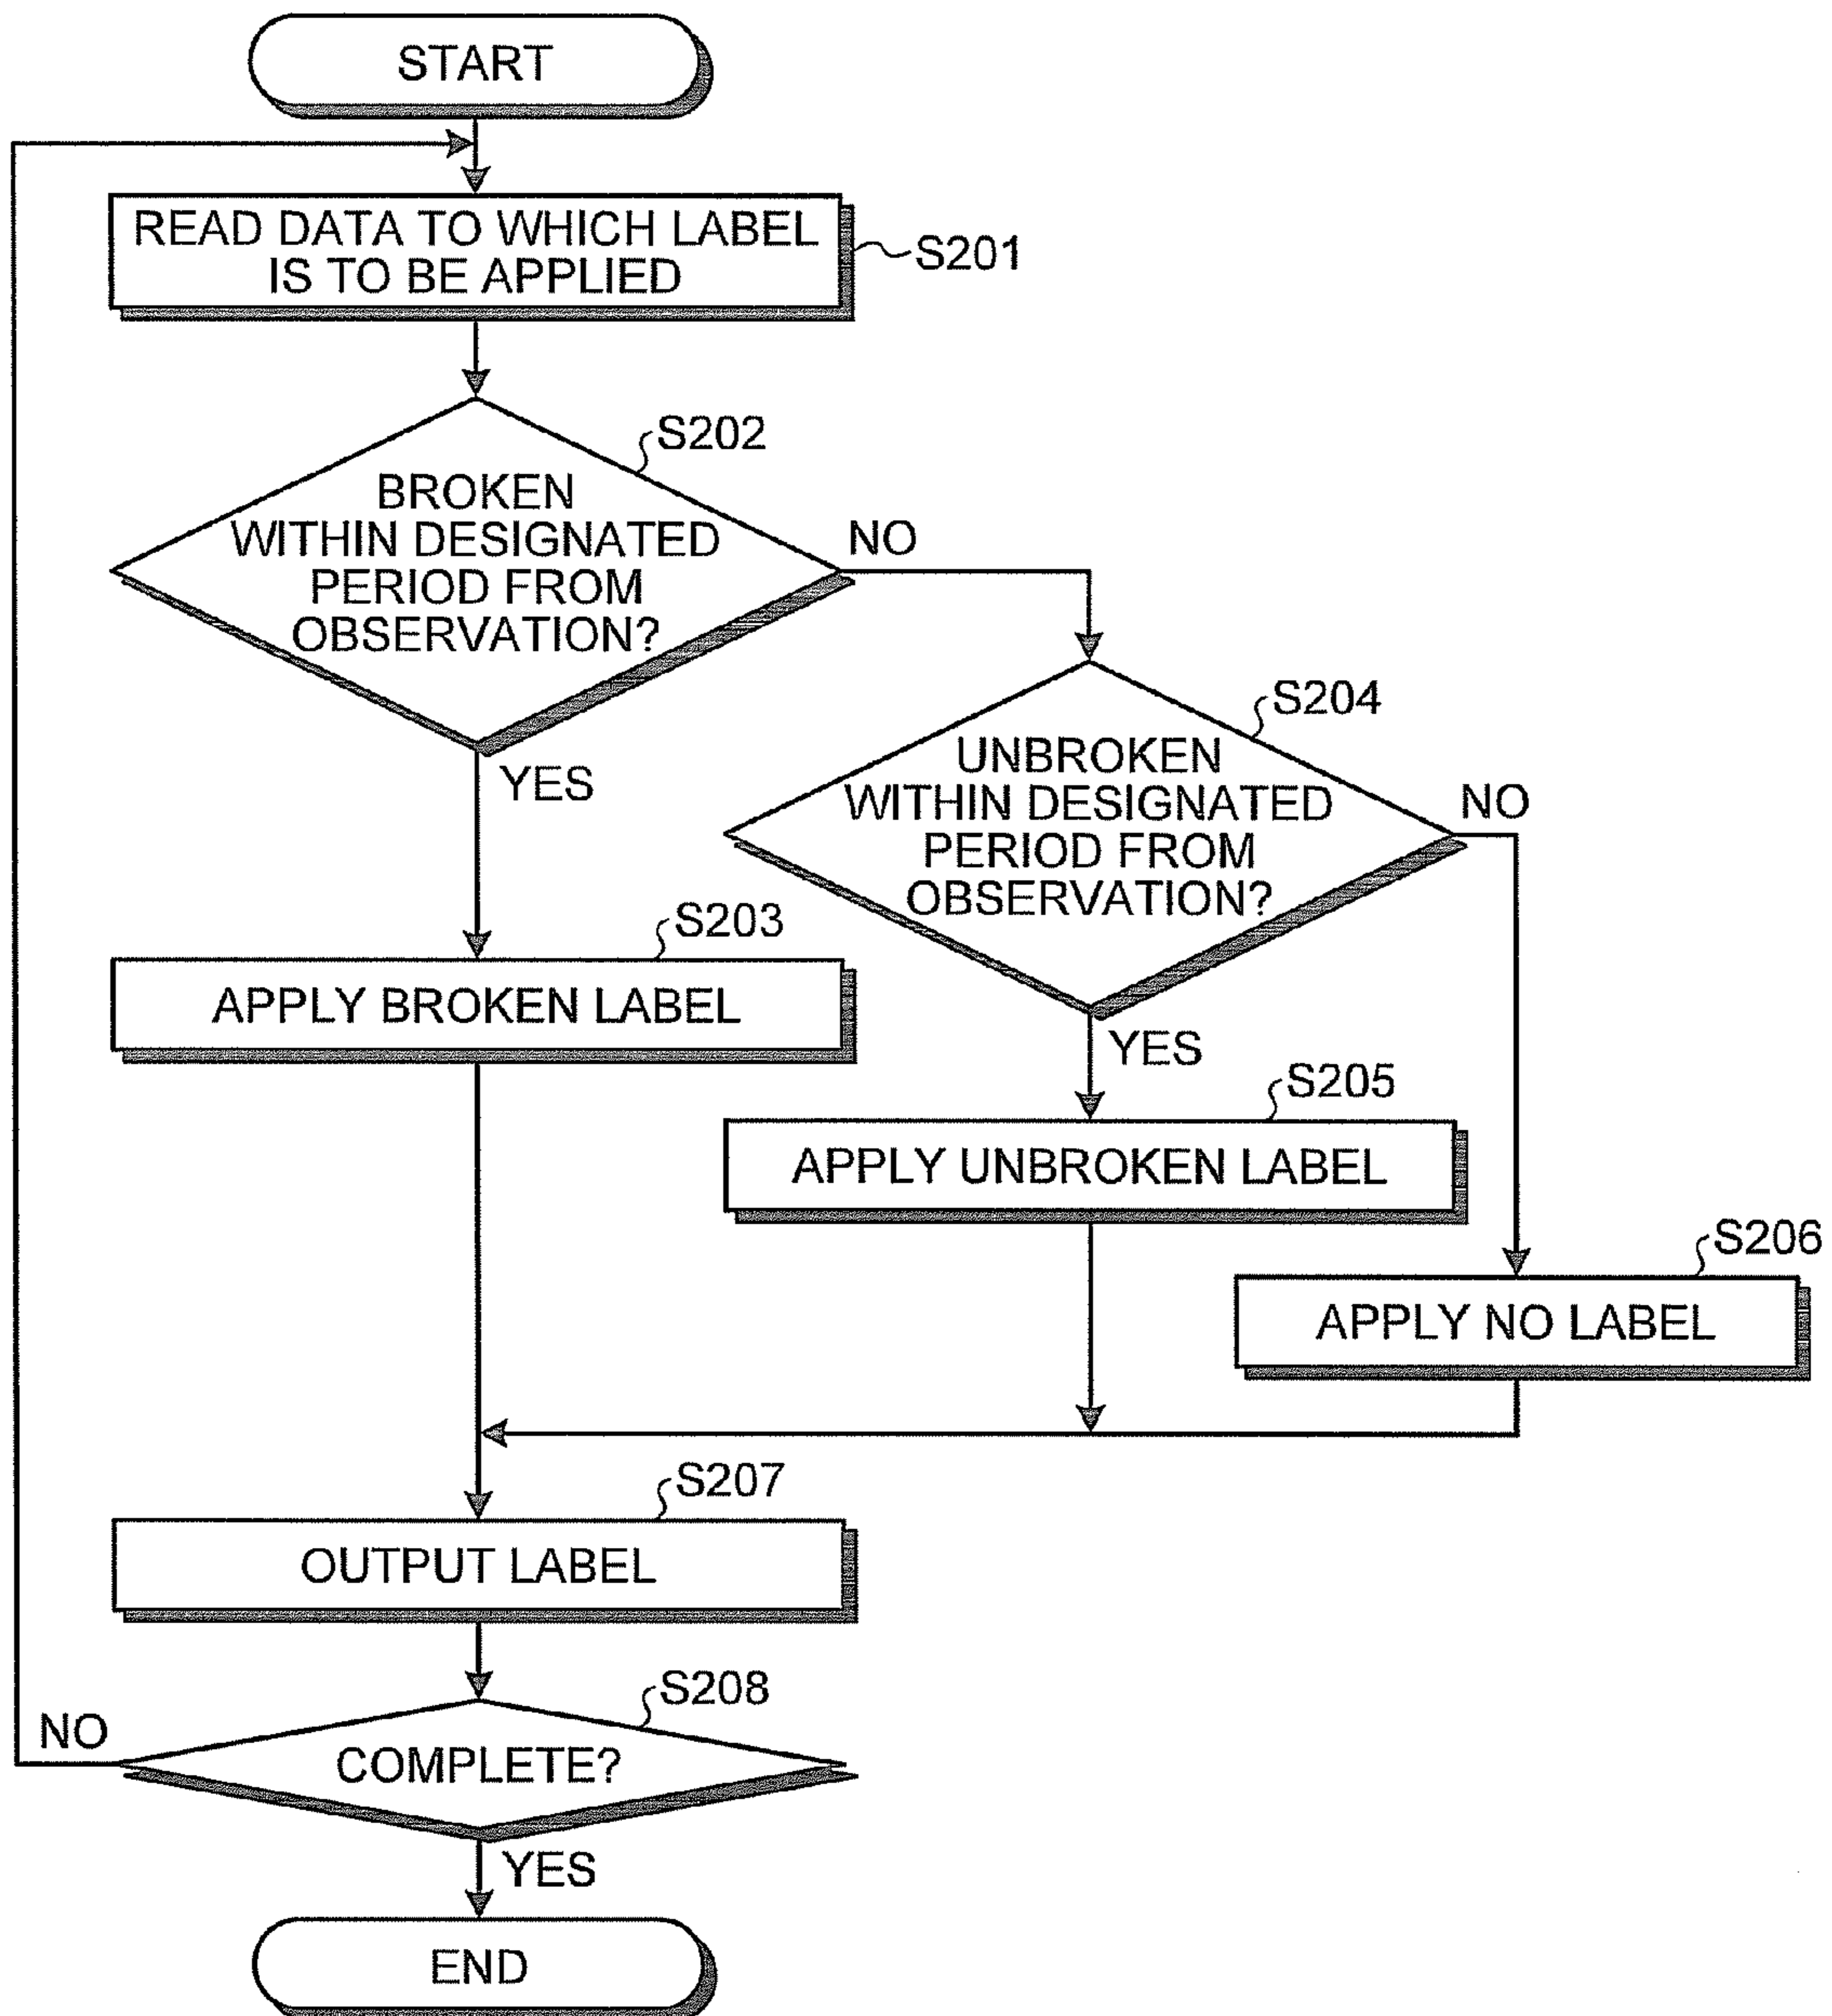 START
READ DATA TO WHICH LABEL
IS TO BE APPLIED
S201
S202
BROKEN
WITHIN DESIGNATED
PERIOD FROM
OBSERVATION?
NO
YES
S204
UNBROKEN
WITHIN DESIGNATED
PERIOD FROM
OBSERVATION?
NO
YES
S203
APPLY BROKEN LABEL
S205
APPLY UNBROKEN LABEL
S206
APPLY NO LABEL
S207
OUTPUT LABEL
S208
COMPLETE?
NO
YES
END